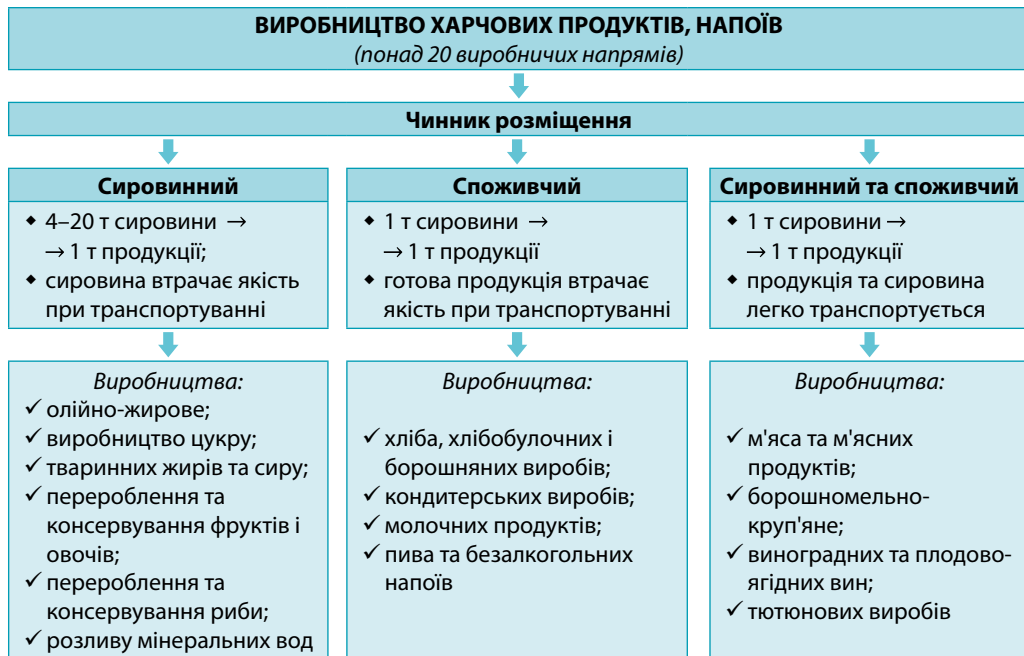 ВИРОБНИЦТВО ХАРЧОВИХ ПРОДУКТІВ, НАПОЇВ
(понад 20 виробничих напрямів)
Чинник розміщення
Сировинний
◆ 4–20 т сировини →
→ 1 т продукції;
◆ сировина втрачає якість
при транспортуванні
Виробництва:
✓ олійно-жирове;
✓ виробництво цукру;
✓ тваринних жирів та сиру;
✓ перероблення та
консервування фруктів і
овочів;
✓ перероблення та
консервування риби;
✓ розливу мінеральних вод
Споживчий
◆ 1 т сировини →
→ 1 т продукції
◆ готова продукція втрачає
якість при транспортуванні
Виробництва:
✓ хліба, хлібобулочних і
борошняних виробів;
✓ кондитерських виробів;
✓ молочних продуктів;
✓ пива та безалкогольних
напоїв
Сировинний та споживчий
◆ 1 т сировини →
→ 1 т продукції
◆ продукція та сировина
легко транспортується
Виробництва:
✓ м'яса та м'ясних
продуктів;
✓ борошномельно-
круп'яне;
✓ виноградних та плодово-
ягідних вин;
✓ тютюнових виробів